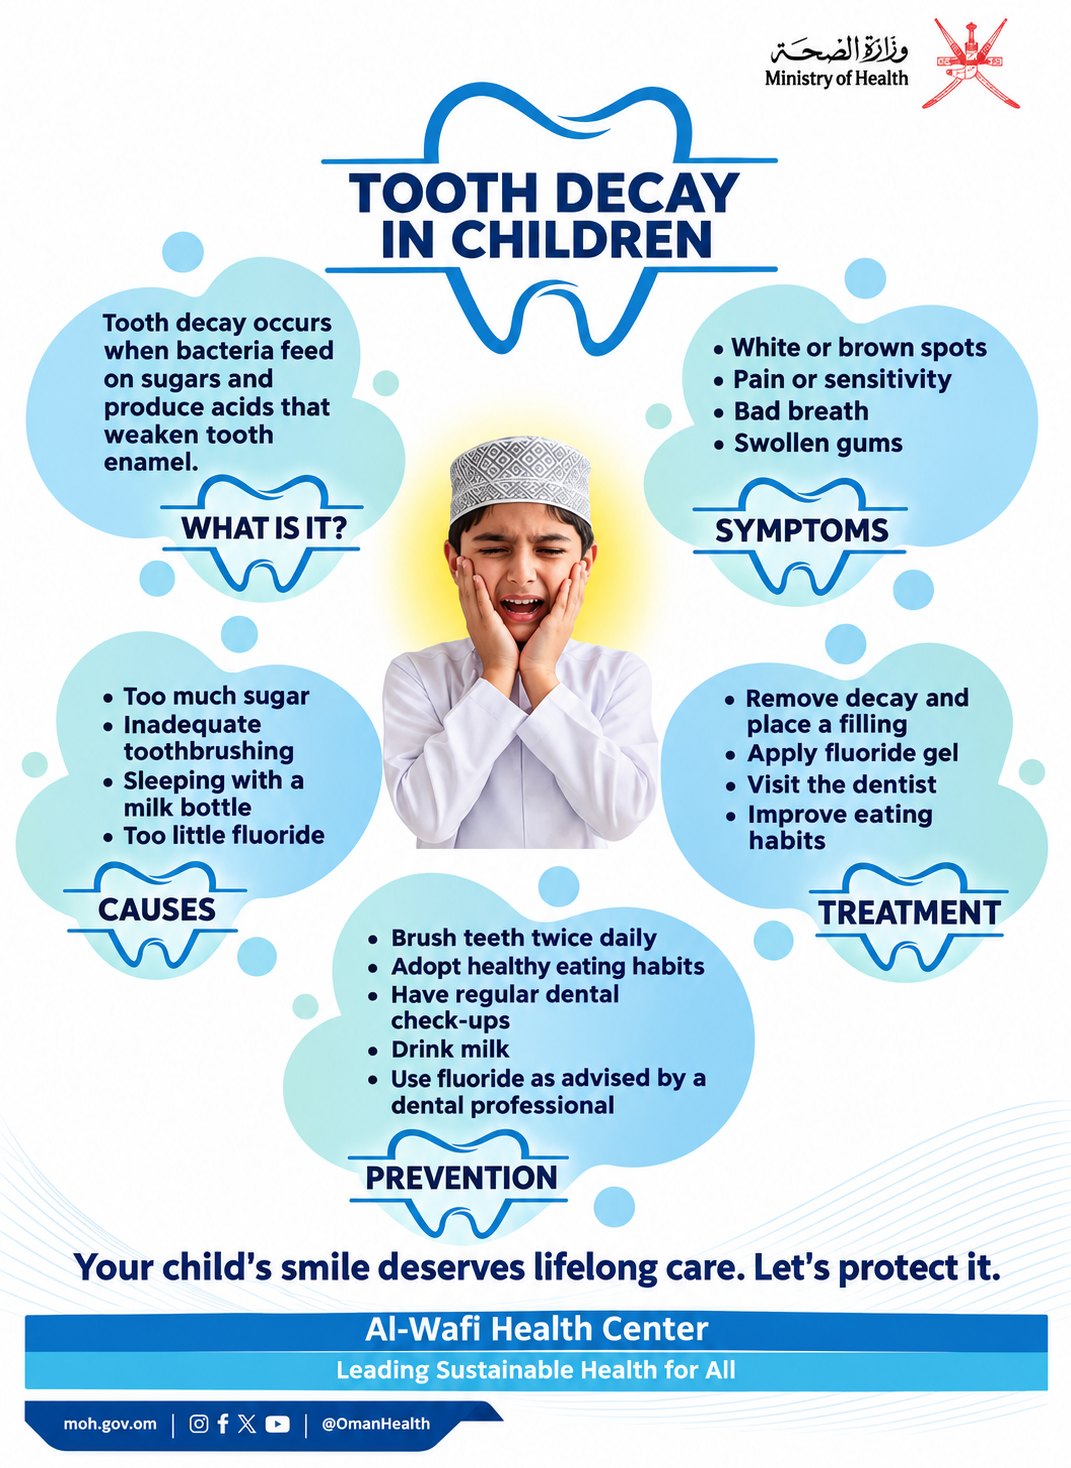 وزارة الصحة
Ministry of Health
TOOTH DECAY
IN CHILDREN
Tooth decay occurs
when bacteria feed
on sugars and
produce acids that
weaken tooth
enamel.
WHAT IS IT?
• White or brown spots
• Pain or sensitivity
• Bad breath
• Swollen gums
SYMPTOMS
• Too much sugar
• Inadequate
toothbrushing
• Sleeping with a
milk bottle
• Too little fluoride
CAUSES
• Remove decay and
place a filling
• Apply fluoride gel
• Visit the dentist
• Improve eating
habits
TREATMENT
• Brush teeth twice daily
• Adopt healthy eating habits
• Have regular dental
check-ups
• Drink milk
• Use fluoride as advised by a
dental professional
PREVENTION
Your child's smile deserves lifelong care. Let's protect it.
Al-Wafi Health Center
Leading Sustainable Health for All
moh.gov.om | | @OmanHealth